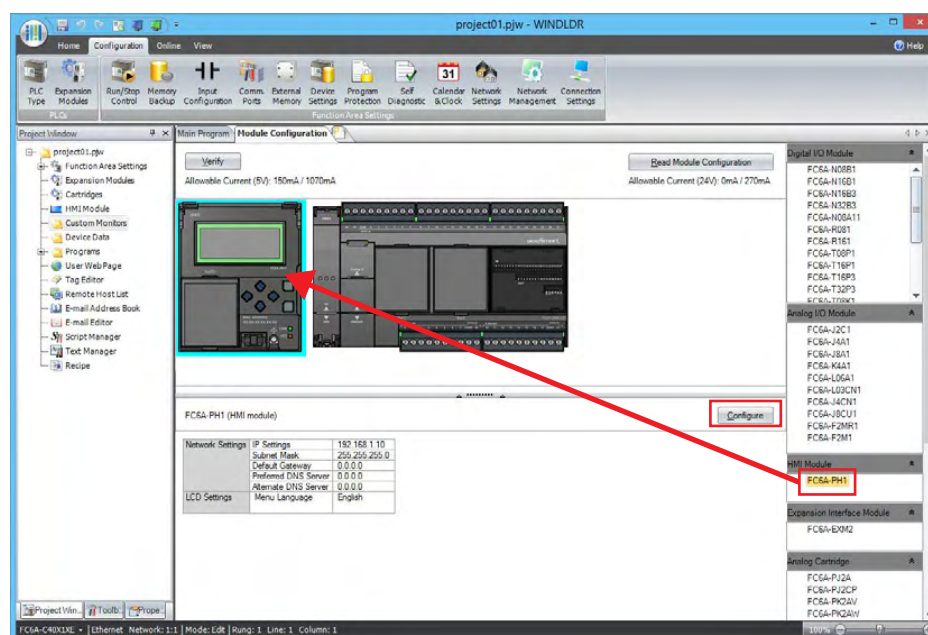 project01.pjw - WINDLDR
Home Configuration Online View Help
PLC Type
Expansion Modules
Run/Stop Control
Memory Backup
Input Configuration
Comm. Ports
External Memory
Device Settings
Program Protection
Self Diagnostic
31
Calendar & Clock
Network Settings
Network Management
Connection Settings
PLCs
Function Area Settings
Project Window
project01.pjw
Function Area Settings
Expansion Modules
Cartridges
HMI Module
Custom Monitors
Device Data
Programs
User Web Page
Tag Editor
Remote Host List
E-mail Address Book
E-mail Editor
Script Manager
Text Manager
Recipe
Project Win...
Toolb...
Prope...
Main Program Module Configuration
Verify
Read Module Configuration
Allowable Current (5V): 150mA / 1070mA
Allowable Current (24V): 0mA / 270mA
FC6A-PH1 (HMI module)
Configure
Network Settings IP Settings 192.168.1.10
Subnet Mask 255.255.255.0
Default Gateway 0.0.0.0
Preferred DNS Server 0.0.0.0
Alternate DNS Server 0.0.0.0
LCD Settings Menu Language English
Digital I/O Module
FC6A-N08B1
FC6A-N16B1
FC6A-N16B3
FC6A-N32B3
FC6A-N08A11
FC6A-R081
FC6A-R161
FC6A-T08P1
FC6A-T16P1
FC6A-T16P3
FC6A-T32P3
FC6A-T08K1
Analog I/O Module
FC6A-J2C1
FC6A-J4A1
FC6A-J8A1
FC6A-K4A1
FC6A-L06A1
FC6A-L03CN1
FC6A-J4CN1
FC6A-J8CU1
FC6A-F2MR1
FC6A-F2M1
HMI Module
FC6A-PH1
Expansion Interface Module
FC6A-EXM2
Analog Cartridge
FC6A-PJ2A
FC6A-PJ2CP
FC6A-PK2AV
FC6A-PK2AW
FC6A-C40X1XE Ethernet Network: 1:1 Mode: Edit Rung: 1 Line: 1 Column: 1
100%